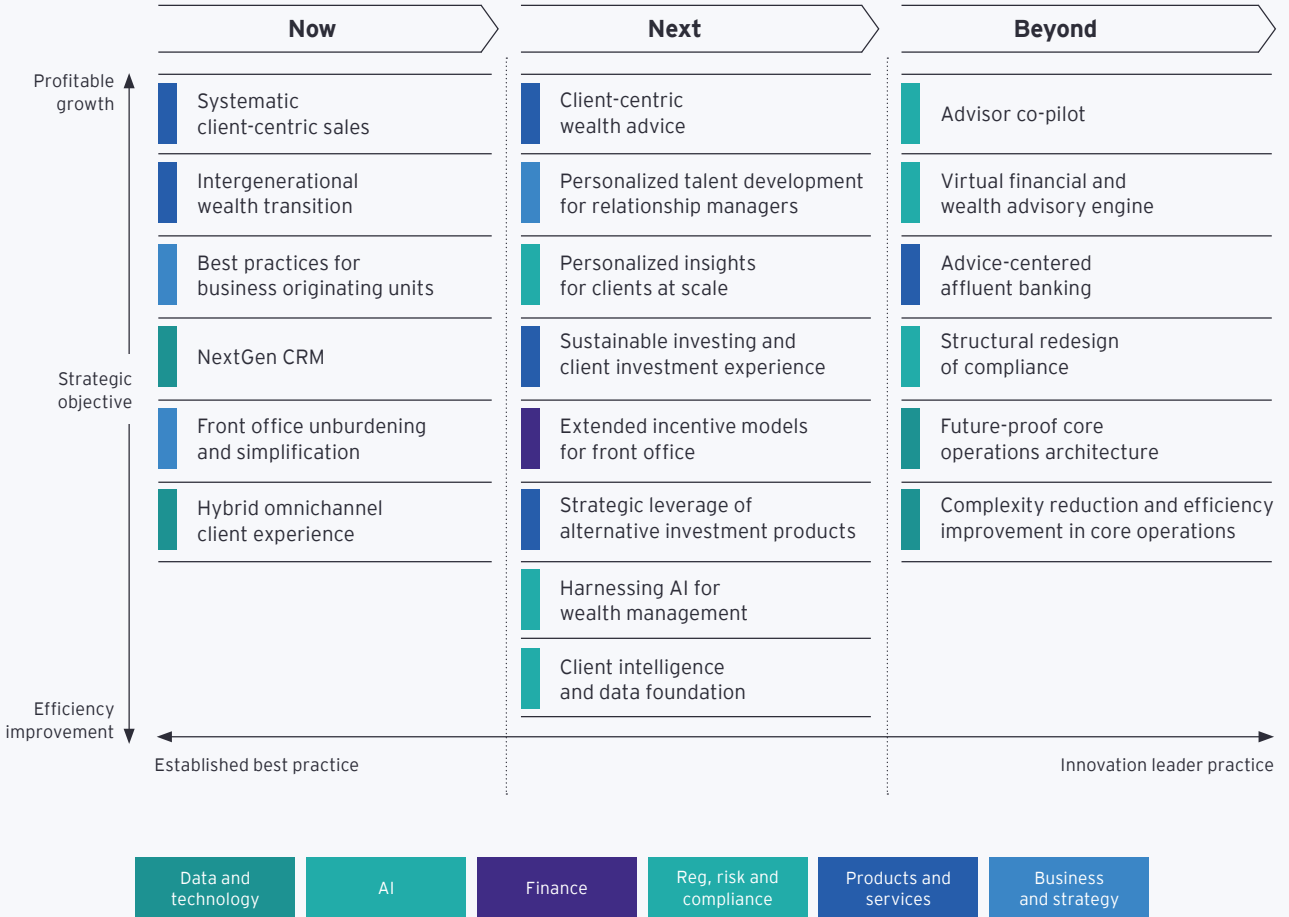 Now
Next
Beyond
Profitable
growth
Strategic
objective
Efficiency
improvement
Systematic
client-centric sales
Intergenerational
wealth transition
Best practices for
business originating units
NextGen CRM
Front office unburdening
and simplification
Hybrid omnichannel
client experience
Client-centric
wealth advice
Personalized talent development
for relationship managers
Personalized insights
for clients at scale
Sustainable investing and
client investment experience
Extended incentive models
for front office
Strategic leverage of
alternative investment products
Harnessing AI for
wealth management
Client intelligence
and data foundation
Advisor co-pilot
Virtual financial and
wealth advisory engine
Advice-centered
affluent banking
Structural redesign
of compliance
Future-proof core
operations architecture
Complexity reduction and efficiency
improvement in core operations
Established best practice
Innovation leader practice
Data and
technology
AI
Finance
Reg, risk and
compliance
Products and
services
Business
and strategy